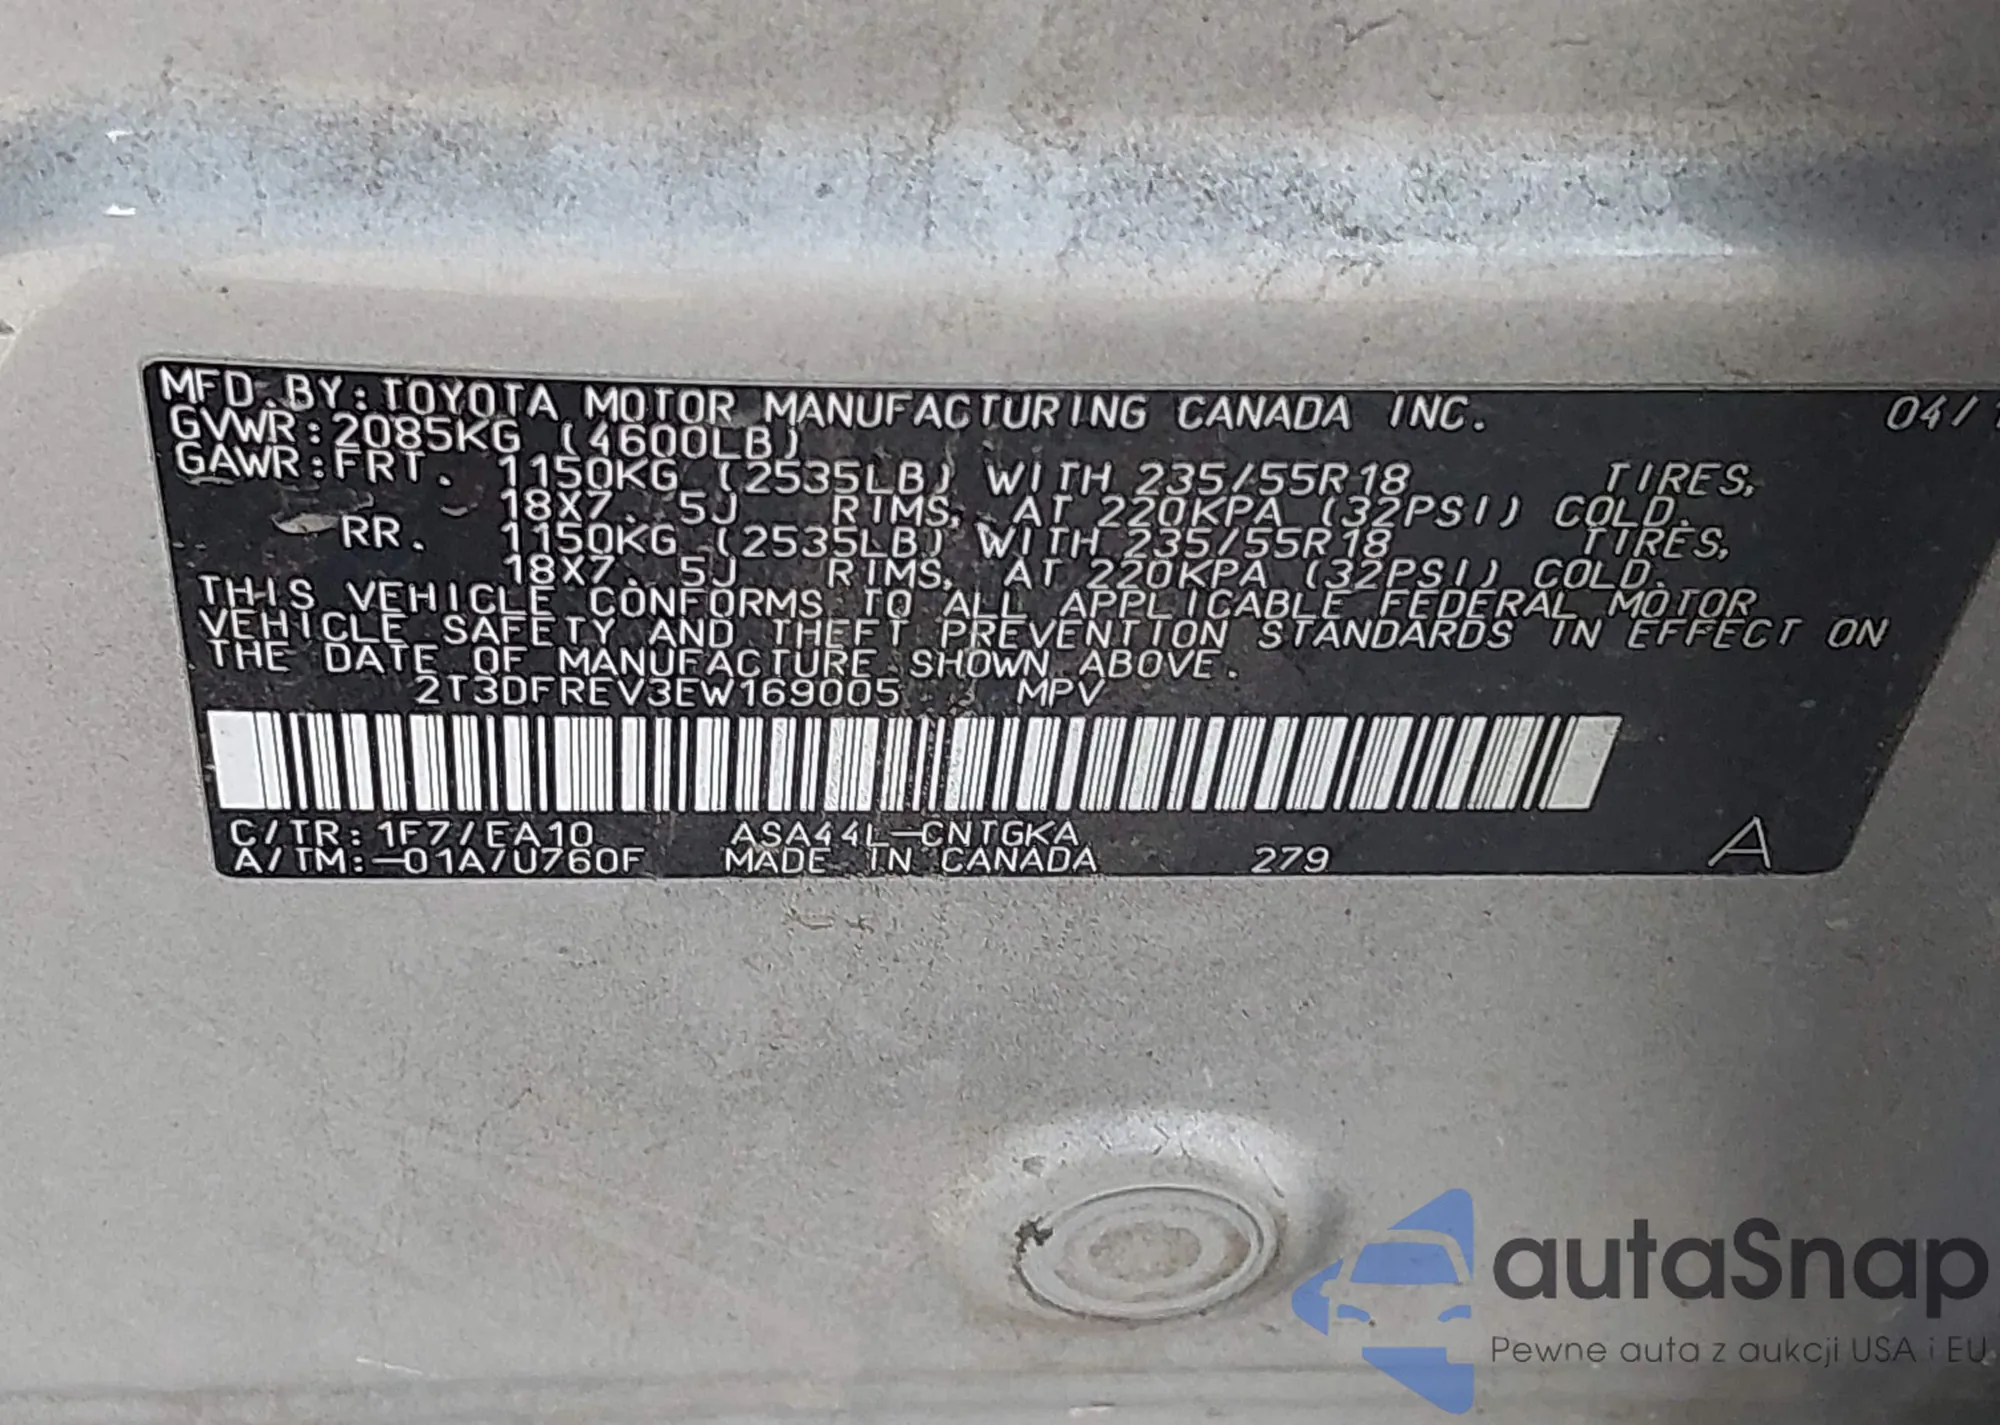 MFD. BY: TOYOTA MOTOR MANUFACTURING CANADA INC. 04/1
GVWR: 2085KG (4600LB)
GAWR: FRT. 1150KG (2535LB) WITH 235/55R18 TIRES,
18X7. 5J RIMS, AT 220KPA (32PSI) COLD.
RR. 1150KG (2535LB) WITH 235/55R18 TIRES,
18X7. 5J RIMS, AT 220KPA (32PSI) COLD.
THIS VEHICLE CONFORMS TO ALL APPLICABLE FEDERAL MOTOR
VEHICLE SAFETY AND THEFT PREVENTION STANDARDS IN EFFECT ON
THE DATE OF MANUFACTURE SHOWN ABOVE.
2T3DFREV3EW169005 MPV
C/TR: 1F7/EA10 ASA44L-CNTGKA
A/TM: -01A/U760F MADE IN CANADA 279 A
autaSnap
Pewne auta z aukcji USA i EU